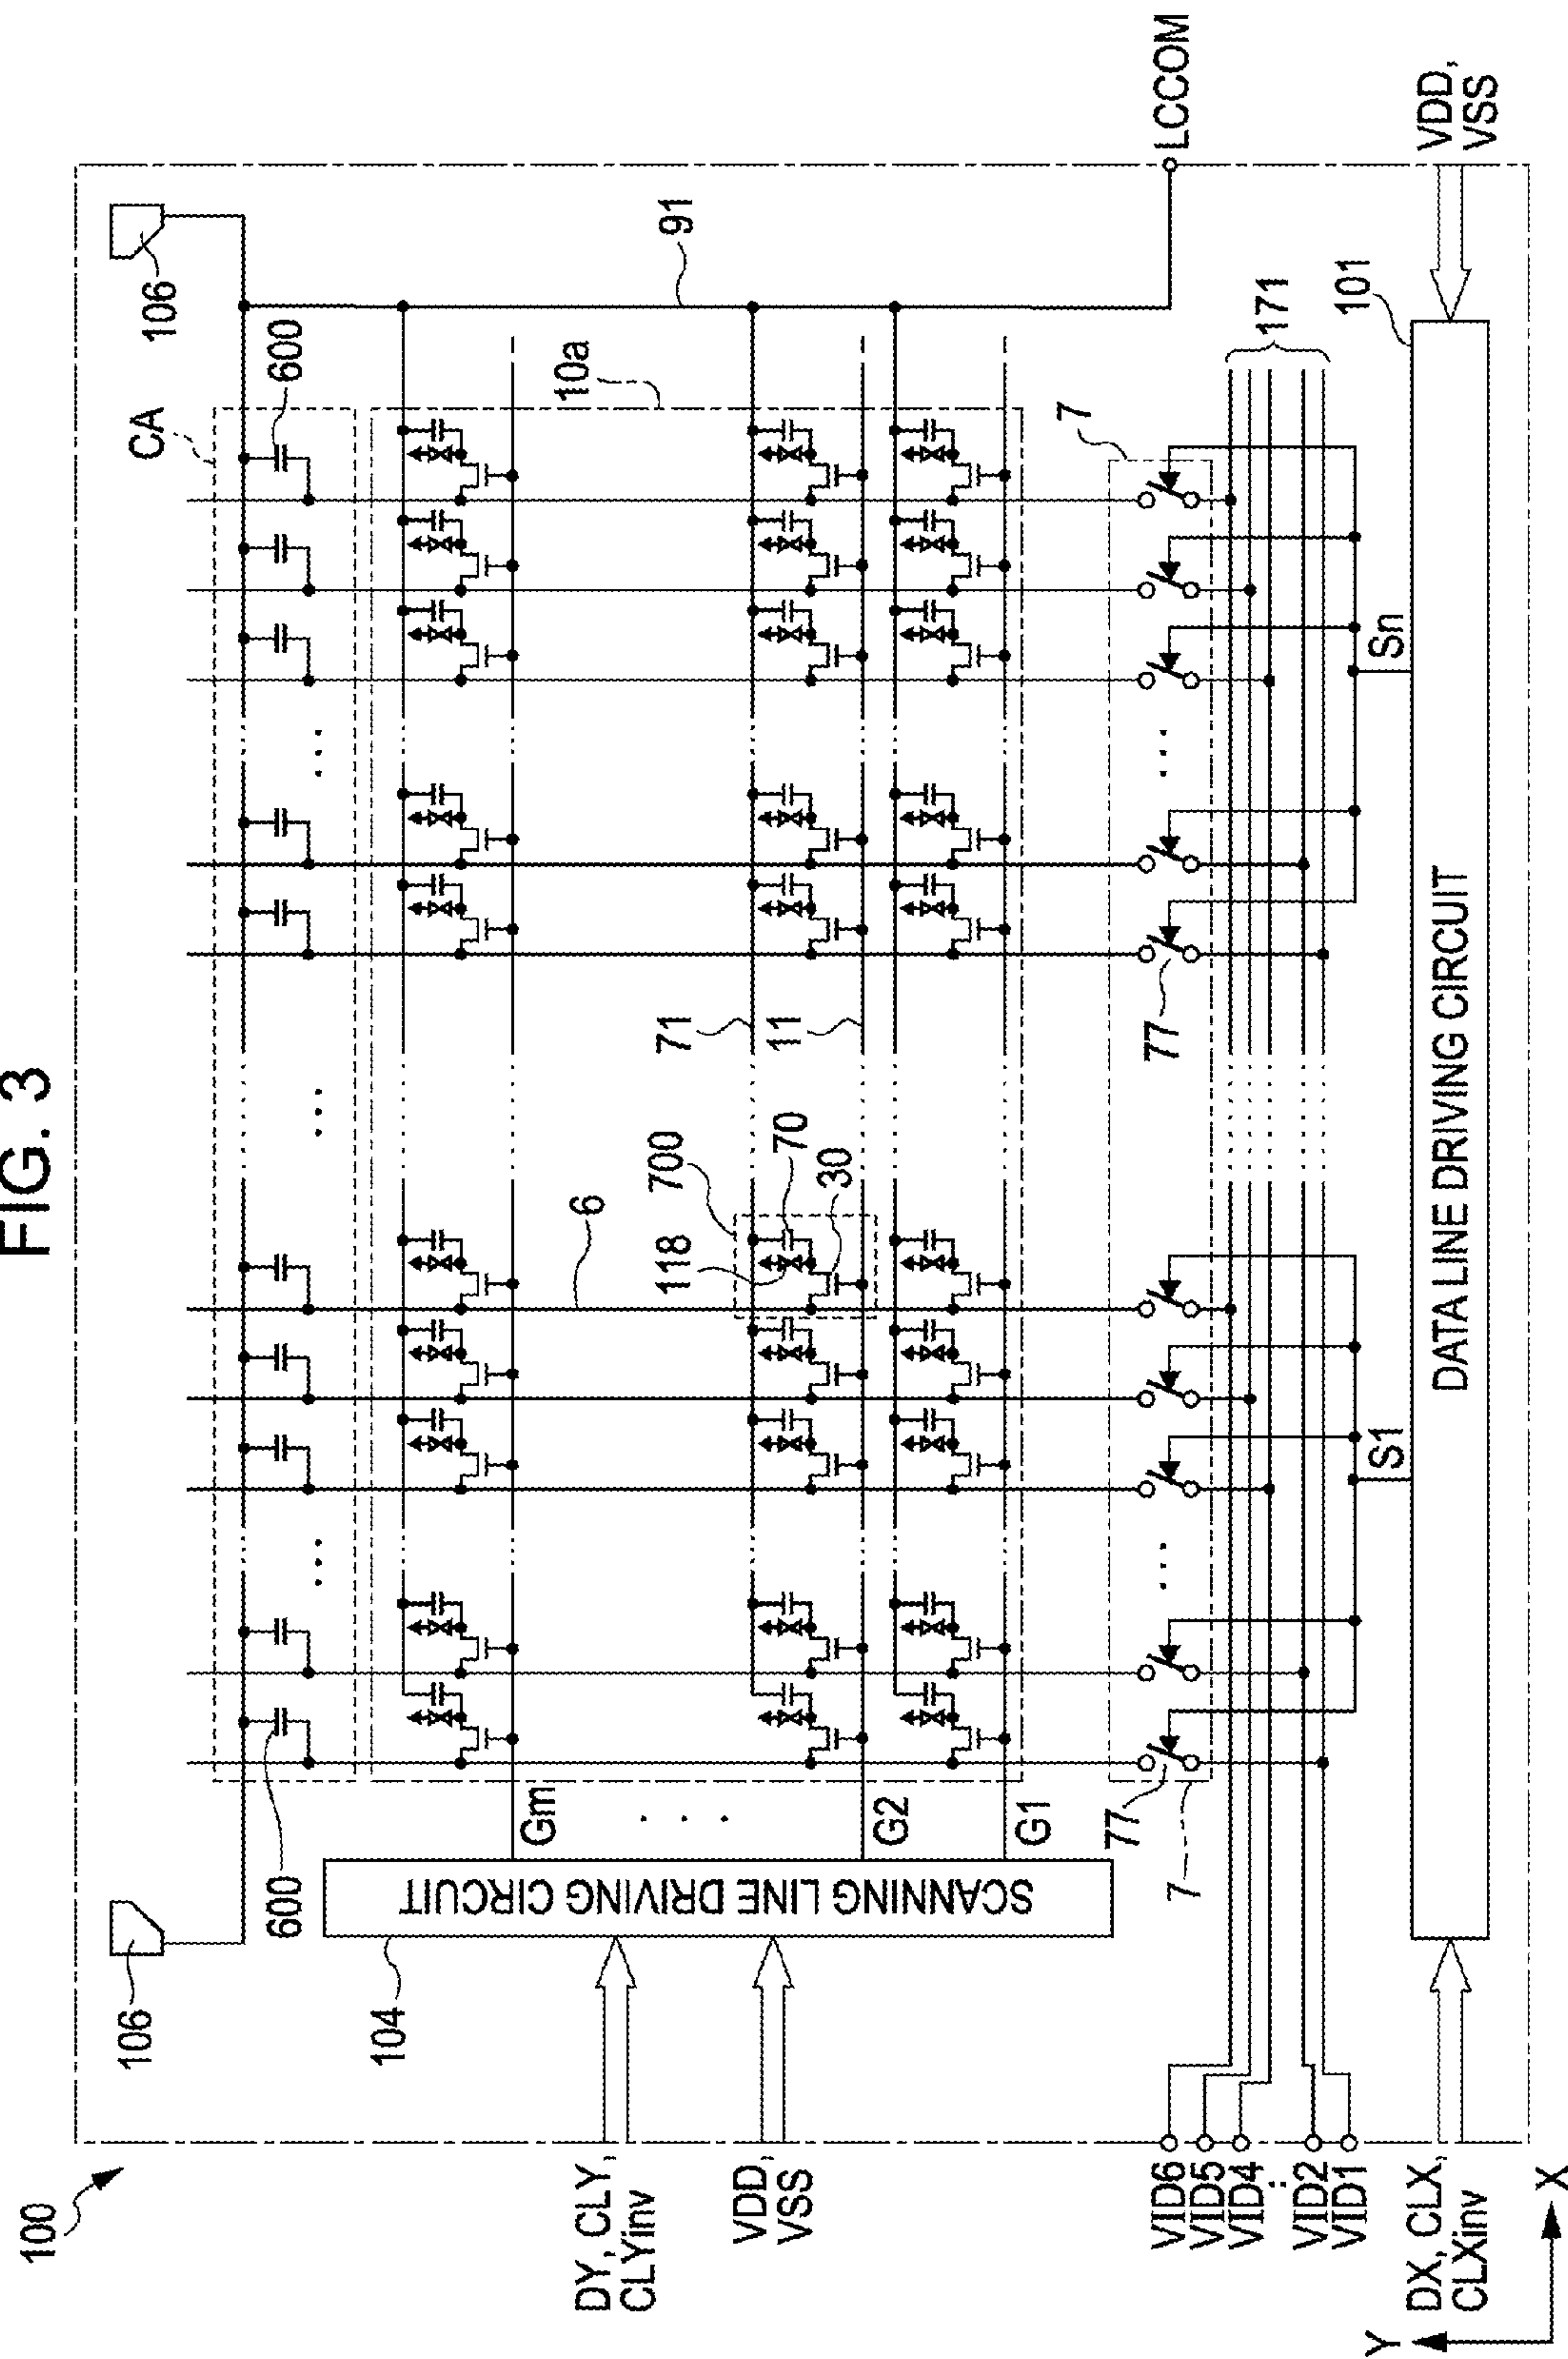 FIG. 3
100
106
106
CA
600
600
91
LCCOM
10a
104
SCANNING LINE DRIVING CIRCUIT
Gm
. . .
G2
G1
DY, CLY,
CLYinv
VDD,
VSS
6
700
118
70
30
71
11
7
7
77
77
171
VID6
VID5
VID4
:
VID2
VID1
S1
Sn
101
DATA LINE DRIVING CIRCUIT
DX, CLX,
CLXinv
VDD,
VSS
Y
X